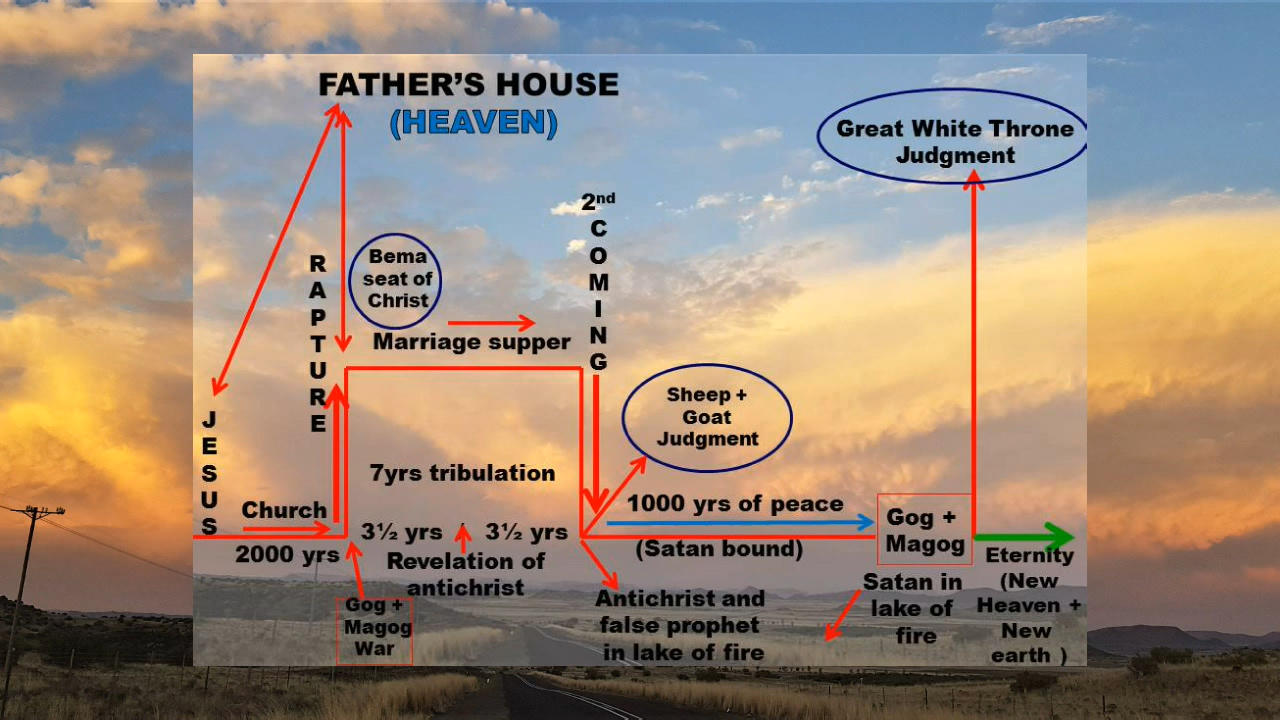 FATHER'S HOUSE
(HEAVEN)
Great White Throne
Judgment
2nd
COMING
RAPTURE
Bema
seat of
Christ
Marriage supper
JESUS
Sheep +
Goat
Judgment
7yrs tribulation
Church
2000 yrs
3½ yrs
3½ yrs
Revelation of
antichrist
1000 yrs of peace
(Satan bound)
Gog +
Magog
Eternity
(New
Heaven +
New
earth )
Gog +
Magog
War
Antichrist and
false prophet
in lake of fire
Satan in
lake of
fire